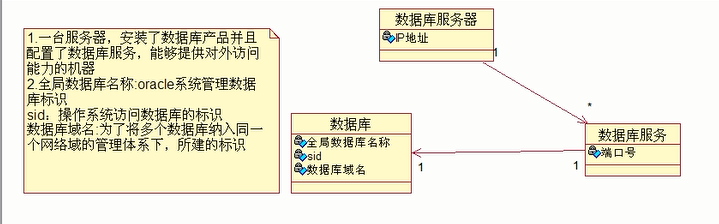 1.一台服务器，安装了数据库产品并且
配置了数据库服务，能够提供对外访问
能力的机器
2.全局数据库名称:oracle系统管理数据
库标识
sid：操作系统访问数据库的标识
数据库域名:为了将多个数据库纳入同一
个网络域的管理体系下，所建的标识
数据库服务器
IP地址
1
*
数据库
全局数据库名称
sid
数据库域名
1
1
数据库服务
端口号